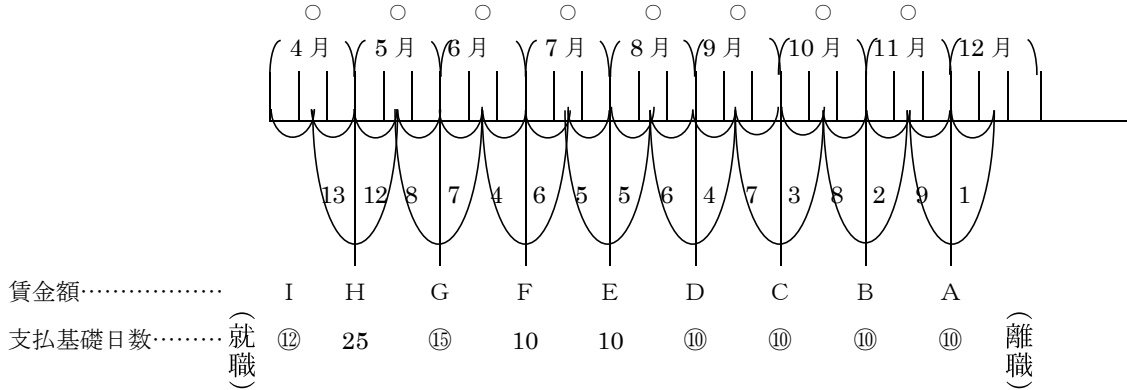 ○ ○ ○ ○ ○ ○ ○ ○
4月 5月 6月 7月 8月 9月 10月 11月 12月
13 12 8 7 4 6 5 5 6 4 7 3 8 2 9 1
賃金額……………… I H G F E D C B A
支払基礎日数……… (就職) ⑫ 25 ⑮ 10 10 ⑩ ⑩ ⑩ ⑩ (離職)